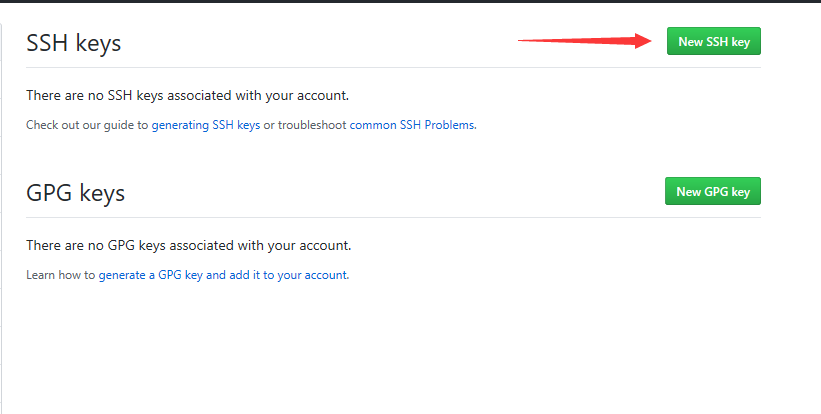 SSH keys
New SSH key
There are no SSH keys associated with your account.
Check out our guide to generating SSH keys or troubleshoot common SSH Problems.
GPG keys
New GPG key
There are no GPG keys associated with your account.
Learn how to generate a GPG key and add it to your account.